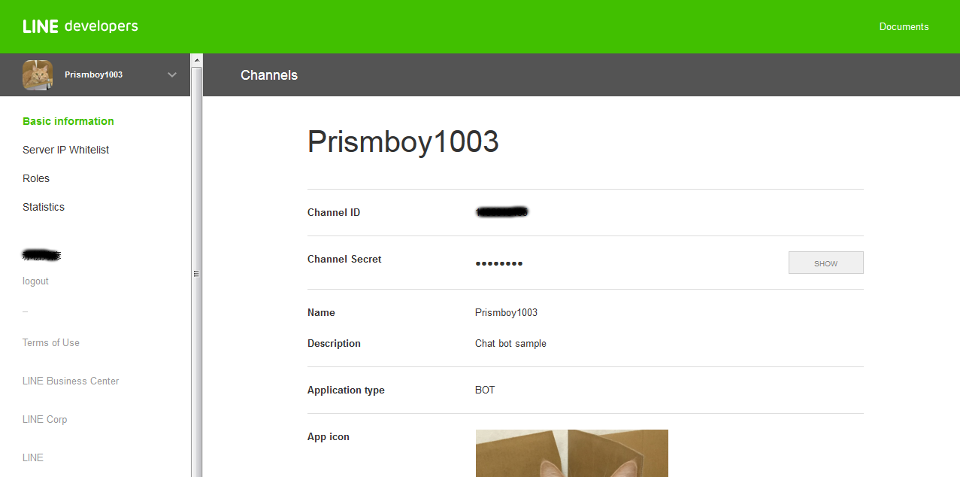 LINE developers
Documents
Prismboy1003
Channels
Basic information
Server IP Whitelist
Roles
Statistics
logout
–
Terms of Use
LINE Business Center
LINE Corp
LINE
Prismboy1003
Channel ID
Channel Secret
••••••••
SHOW
Name
Prismboy1003
Description
Chat bot sample
Application type
BOT
App icon